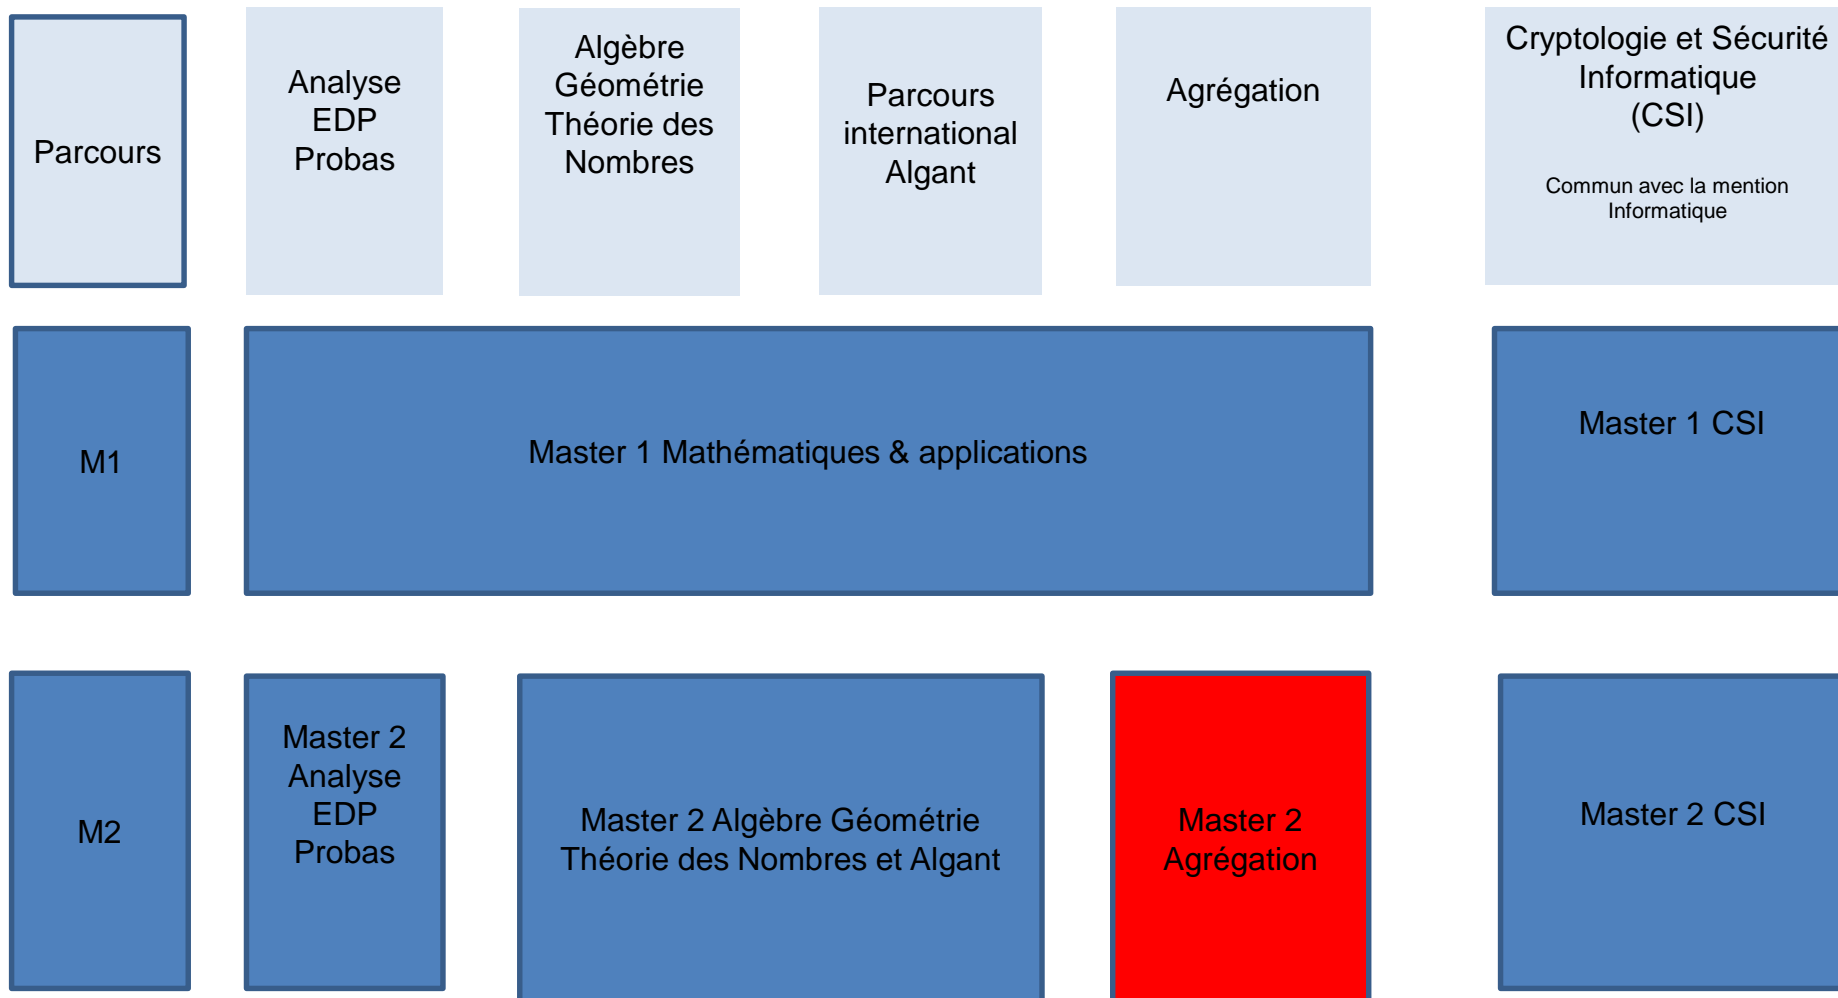 Parcours
Analyse
EDP
Probas
Algèbre
Géométrie
Théorie des
Nombres
Parcours
international
Algant
Agrégation
Cryptologie et Sécurité
Informatique
(CSI)
Commun avec la mention
Informatique
M1
Master 1 Mathématiques & applications
Master 1 CSI
M2
Master 2
Analyse
EDP
Probas
Master 2 Algèbre Géométrie
Théorie des Nombres et Algant
Master 2
Agrégation
Master 2 CSI